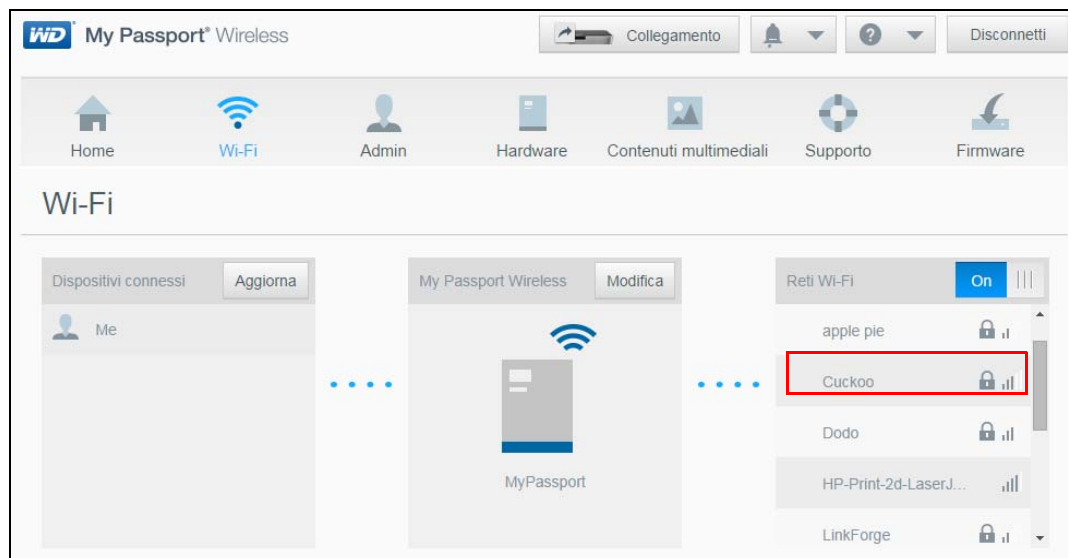 WD My Passport® Wireless
Collegamento
Disconnetti
Home
Wi-Fi
Admin
Hardware
Contenuti multimediali
Supporto
Firmware
Wi-Fi
Dispositivi connessi
Aggiorna
My Passport Wireless
Modifica
Reti Wi-Fi
On
Me
MyPassport
apple pie
Cuckoo
Dodo
HP-Print-2d-LaserJ...
LinkForge